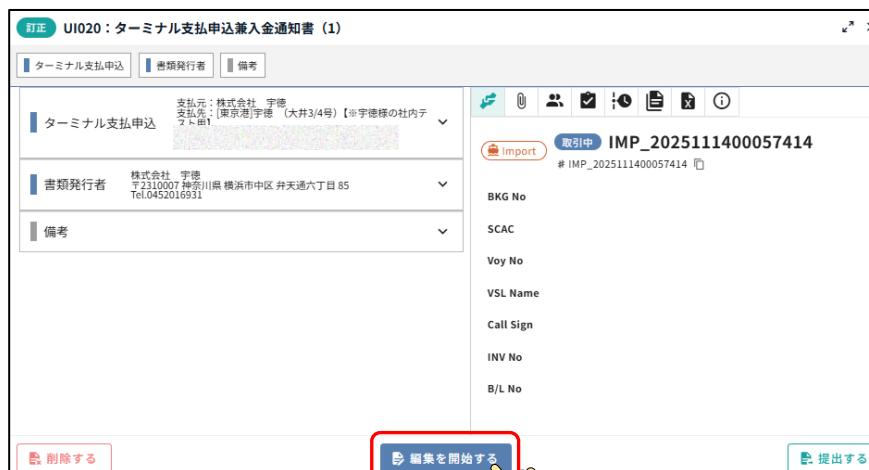 訂正 UI020：ターミナル支払申込兼入金通知書（1）
ターミナル支払申込 書類発行者 備考
ターミナル支払申込
支払元：株式会社 宇徳
支払先：[東京港]宇徳 （大井3/4号）【※宇徳様の社内テ
スト用】
書類発行者
株式会社 宇徳
〒2310007 神奈川県 横浜市中区 弁天通六丁目 85
Tel.0452016931
備考
Import 取引中 IMP_2025111400057414
# IMP_2025111400057414
BKG No
SCAC
Voy No
VSL Name
Call Sign
INV No
B/L No
削除する 編集を開始する 提出する